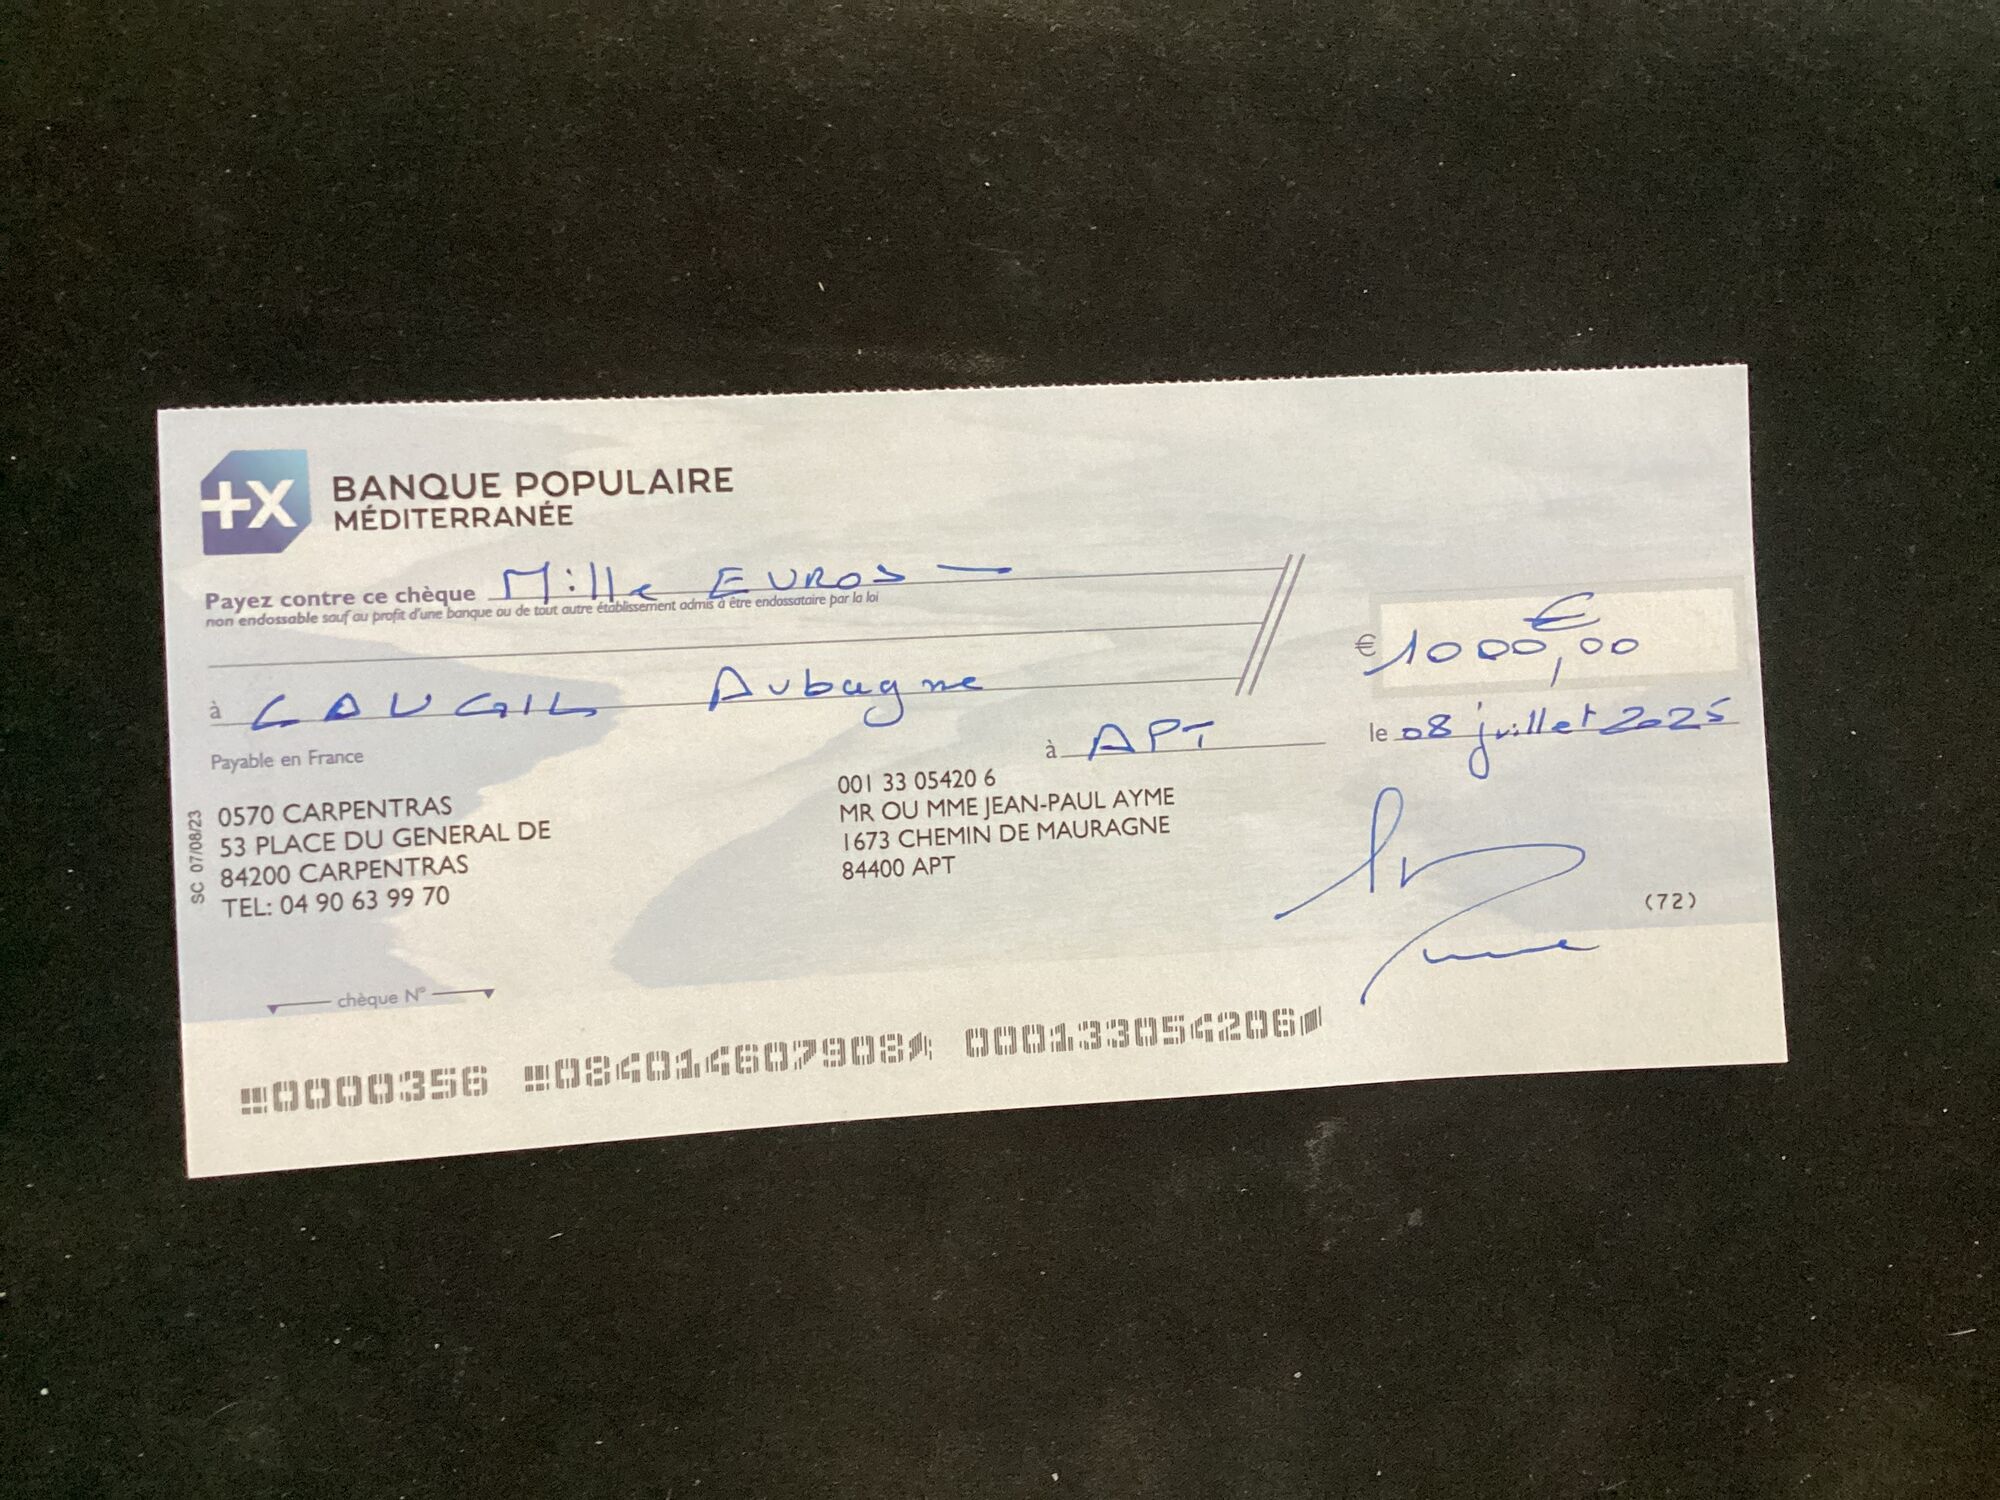 +X BANQUE POPULAIRE
MÉDITERRANÉE
Payez contre ce chèque Mille EUROS
non endossable sauf au profit d'une banque ou de tout autre établissement admis à être endossataire par la loi
€ 1000,00 €
à CAUGIL Aubagne
à APT
le 08 juillet 2025
Payable en France
SC 07/08/23
0570 CARPENTRAS
53 PLACE DU GENERAL DE
84200 CARPENTRAS
TEL: 04 90 63 99 70
001 33 05420 6
MR OU MME JEAN-PAUL AYME
1673 CHEMIN DE MAURAGNE
84400 APT
(72)
chèque N°
0000356 084014607908 000133054206